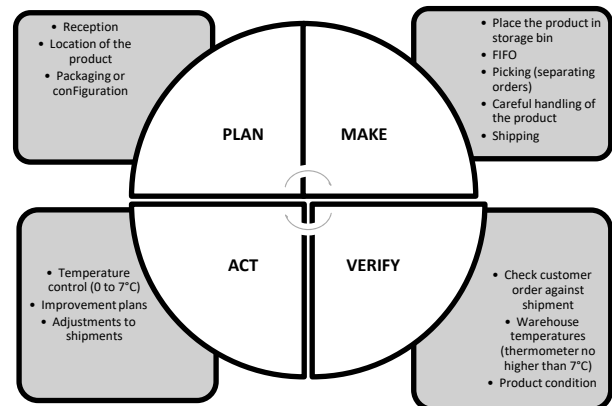 • Reception
• Location of the
product
• Packaging or
conFiguration
• Place the product in
storage bin
• FIFO
• Picking (separating
orders)
• Careful handling of
the product
• Shipping
PLAN
MAKE
ACT
VERIFY
• Temperature
control (0 to 7°C)
• Improvement plans
• Adjustments to
shipments
• Check customer
order against
shipment
• Warehouse
temperatures
(thermometer no
higher than 7°C)
• Product condition